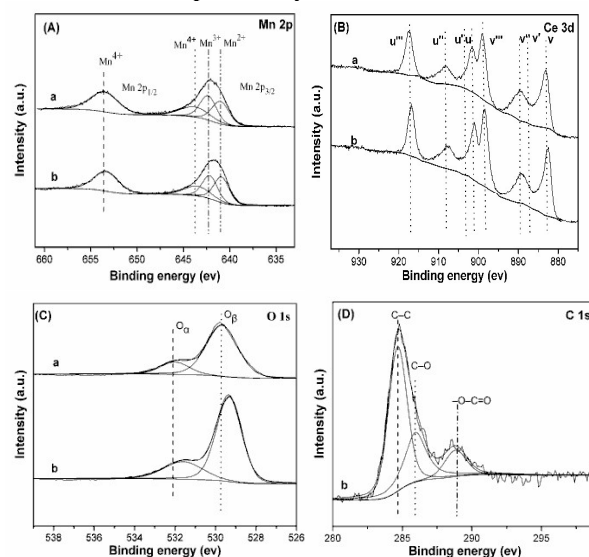 (A)
Mn 2p
Mn⁴⁺
Mn⁴⁺
Mn³⁺
Mn²⁺
Mn 2p₁/₂
Mn 2p₃/₂
a
b
Intensity (a.u.)
660 655 650 645 640 635
Binding energy (ev)
(B)
Ce 3d
u''' u'' u' u v''' v'' v' v
a
b
Intensity (a.u.)
930 920 910 900 890 880
Binding energy (ev)
(C)
O 1s
Oα
Oβ
a
b
Intensity (a.u.)
538 536 534 532 530 528 526
Binding energy (ev)
(D)
C 1s
C–C
C–O
–O–C=O
b
Intensity (a.u.)
280 285 290 295
Binding energy (ev)